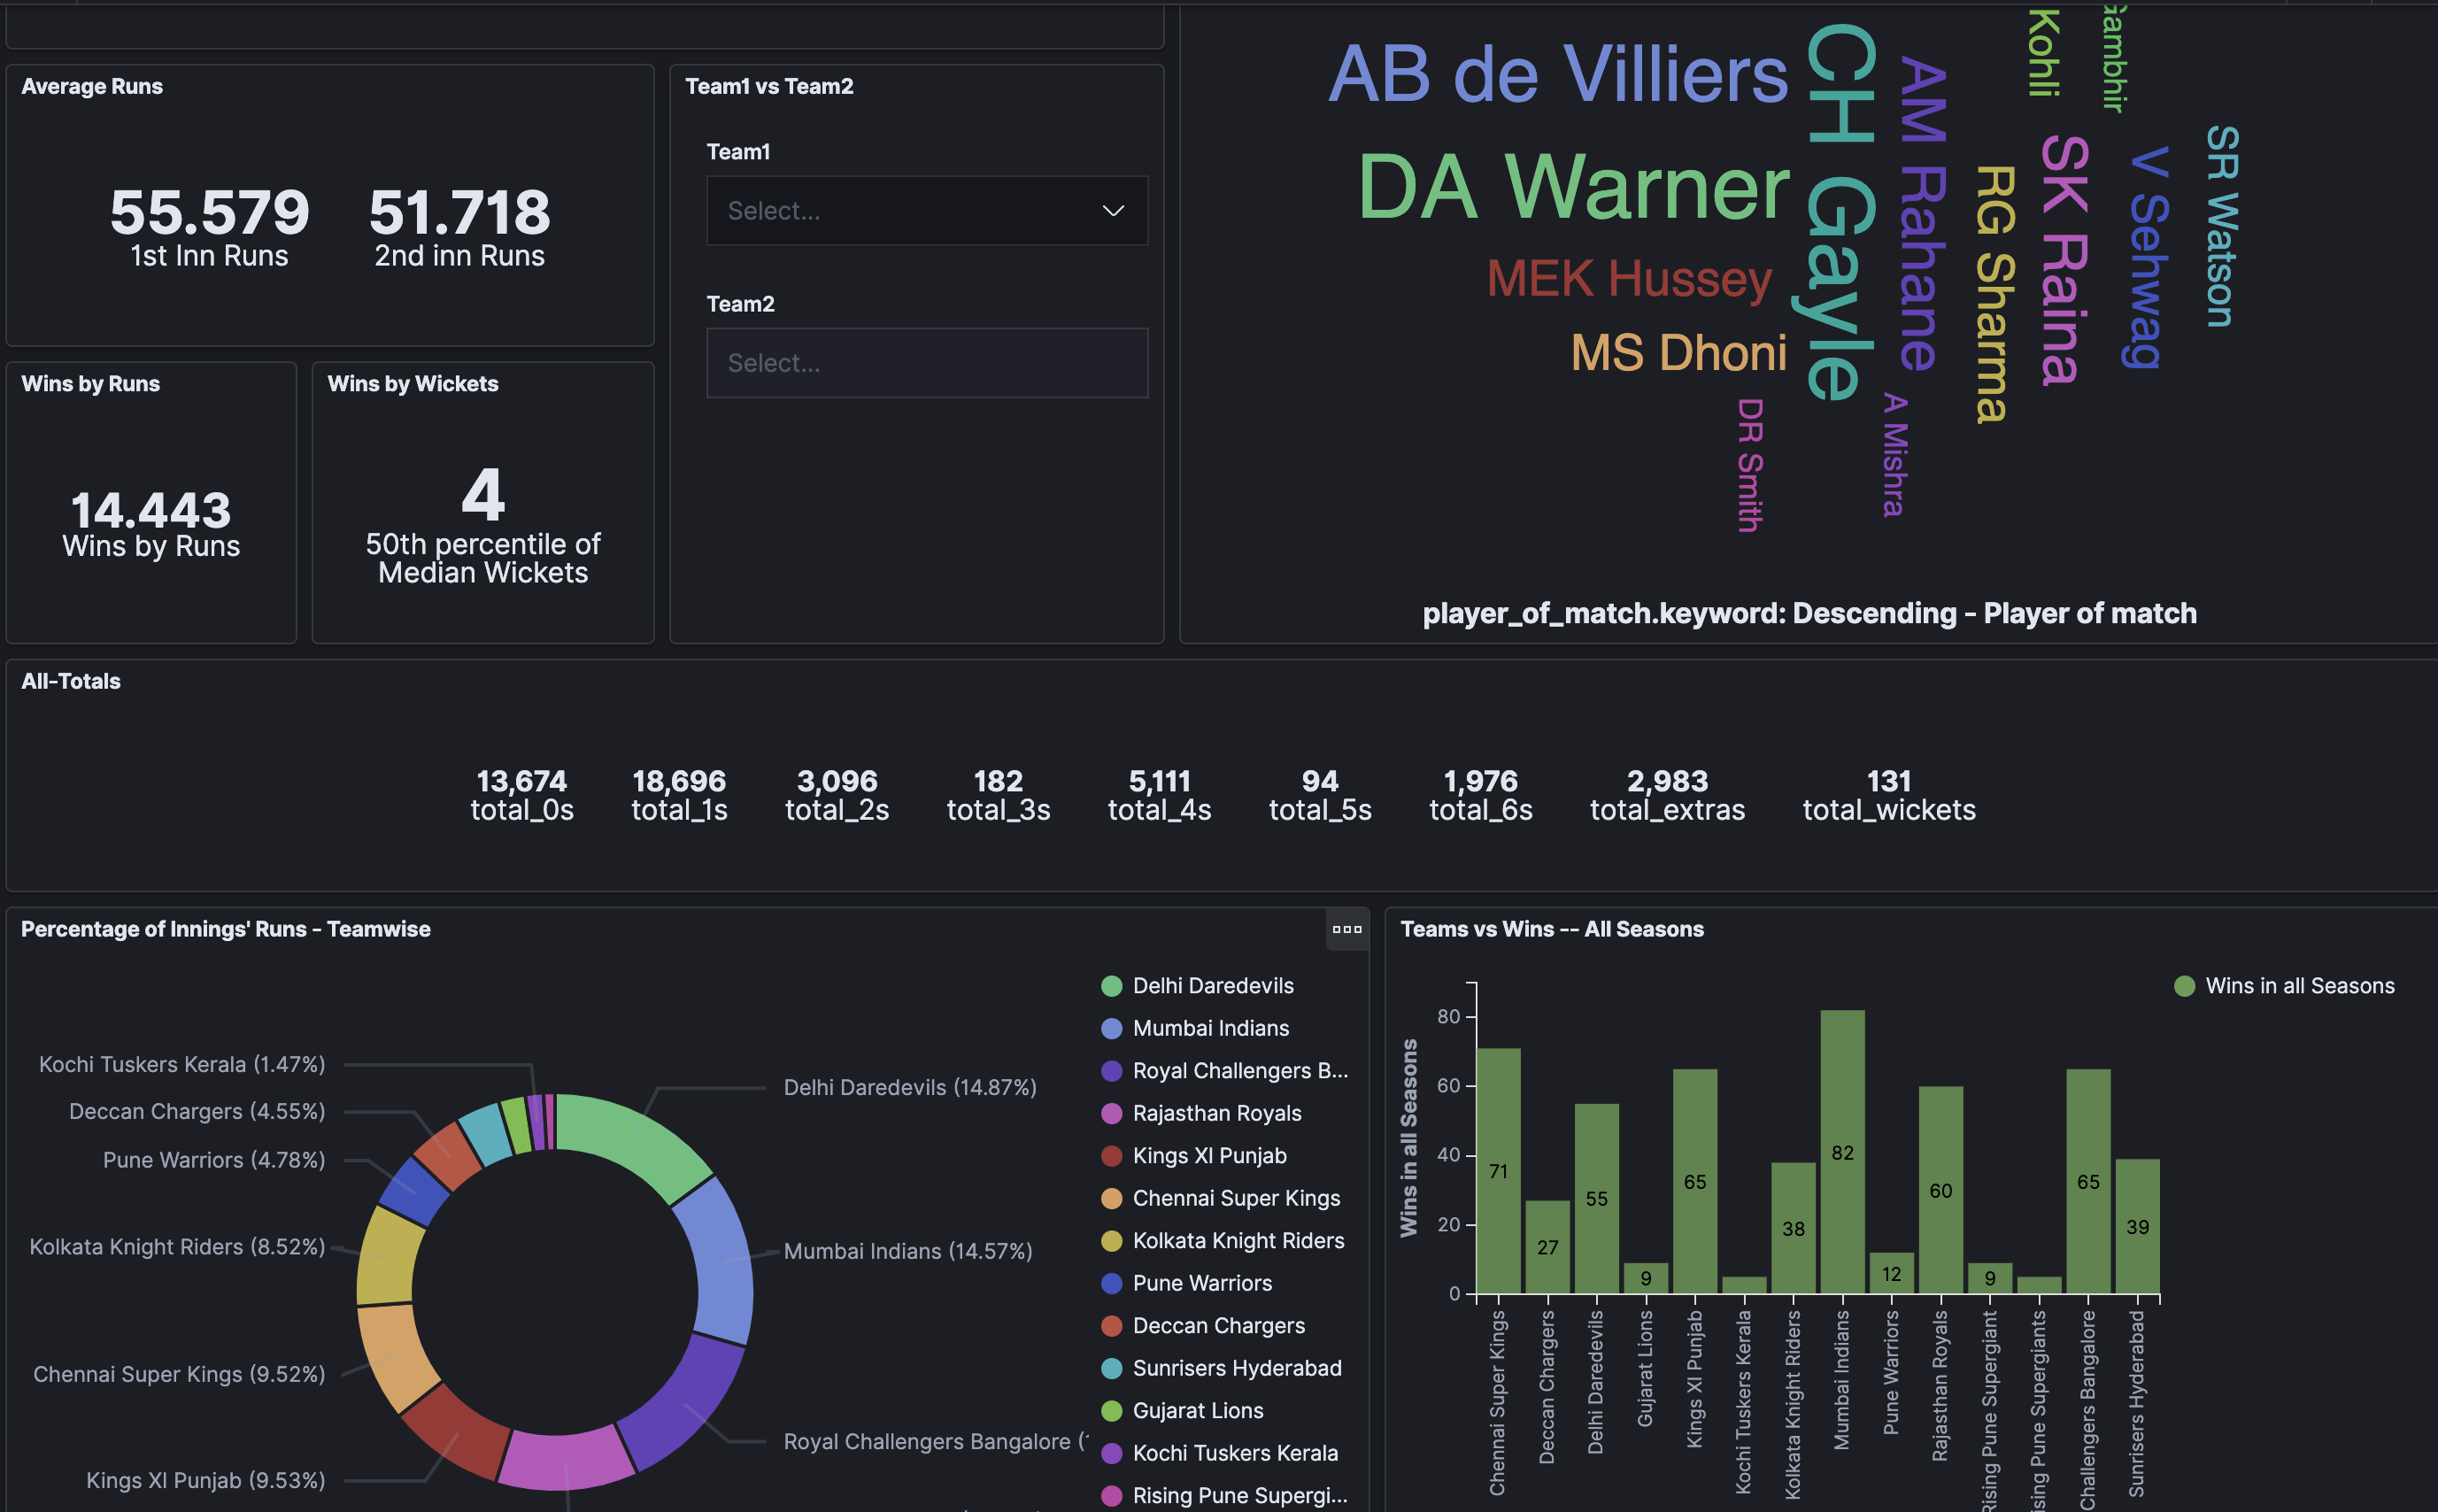 Average Runs
55.579
1st Inn Runs
51.718
2nd inn Runs
Team1 vs Team2
Team1
Select...
Team2
Select...
Wins by Runs
14.443
Wins by Runs
Wins by Wickets
4
50th percentile of
Median Wickets
AB de Villiers
DA Warner
MEK Hussey
MS Dhoni
CH Gayle
AM Rahane
RG Sharma
SK Raina
V Sehwag
SR Watson
Kohli
Gambhir
DR Smith
A Mishra
player_of_match.keyword: Descending - Player of match
All-Totals
13,674
total_0s
18,696
total_1s
3,096
total_2s
182
total_3s
5,111
total_4s
94
total_5s
1,976
total_6s
2,983
total_extras
131
total_wickets
Percentage of Innings' Runs - Teamwise
Kochi Tuskers Kerala (1.47%)
Deccan Chargers (4.55%)
Pune Warriors (4.78%)
Kolkata Knight Riders (8.52%)
Chennai Super Kings (9.52%)
Kings XI Punjab (9.53%)
Delhi Daredevils (14.87%)
Mumbai Indians (14.57%)
Royal Challengers Bangalore (
Delhi Daredevils
Mumbai Indians
Royal Challengers B...
Rajasthan Royals
Kings XI Punjab
Chennai Super Kings
Kolkata Knight Riders
Pune Warriors
Deccan Chargers
Sunrisers Hyderabad
Gujarat Lions
Kochi Tuskers Kerala
Rising Pune Supergi...
Teams vs Wins -- All Seasons
Wins in all Seasons
Wins in all Seasons
80
60
40
20
0
71
27
55
9
65
38
82
12
60
9
65
39
Chennai Super Kings
Deccan Chargers
Delhi Daredevils
Gujarat Lions
Kings XI Punjab
Kochi Tuskers Kerala
Kolkata Knight Riders
Mumbai Indians
Pune Warriors
Rajasthan Royals
Rising Pune Supergiant
ising Pune Supergiants
Challengers Bangalore
Sunrisers Hyderabad